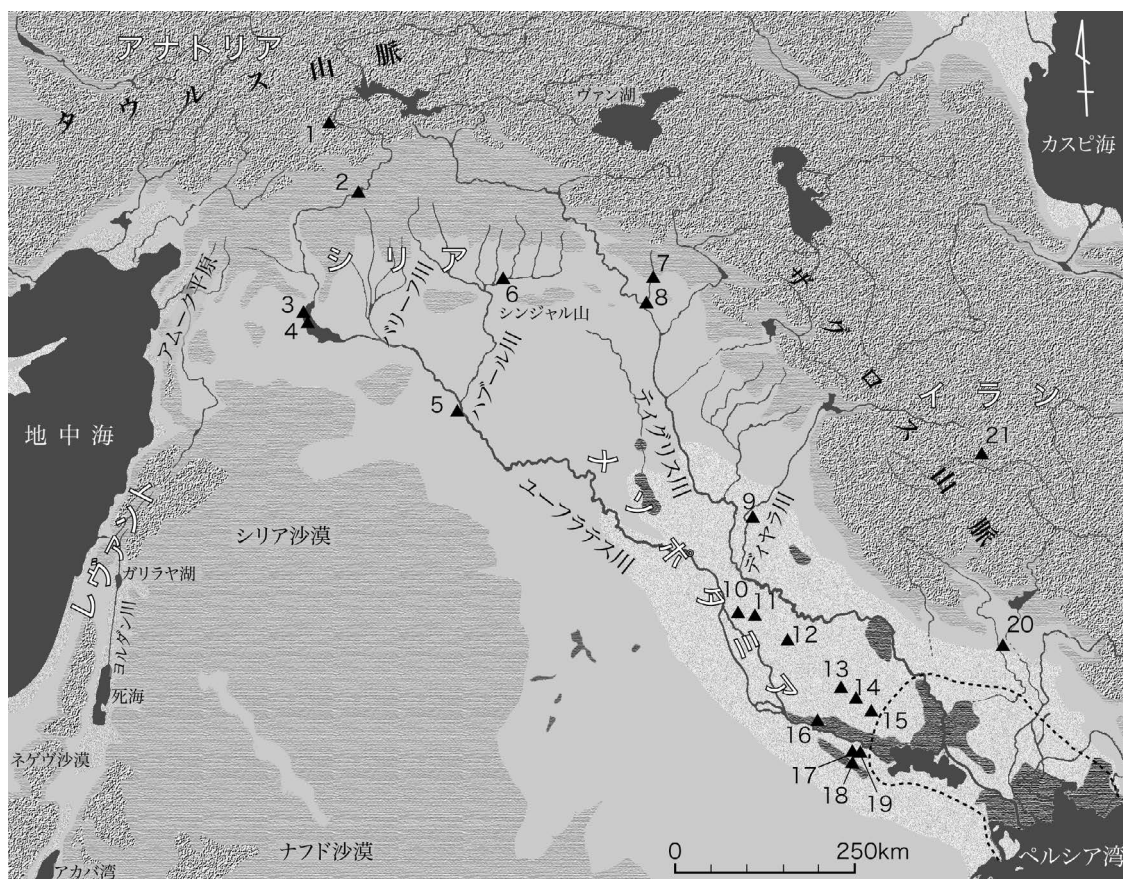 アナトリア
タウルス山脈
ヴァン湖
カスピ海
1
2
シリア
アムーク平原
バリーフ川
6
7
8
シンジャル山
3
4
ハブール川
5
ザグロス山脈
イラン
21
地中海
ティグリス川
メソポタミア
ユーフラテス川
9
ディヤラ川
シリア沙漠
レヴァント
ガリラヤ湖
ヨルダン川
死海
10
11
12
20
13
14
15
16
17
18
19
ネゲヴ沙漠
アカバ湾
ナフド沙漠
0
250km
ペルシア湾